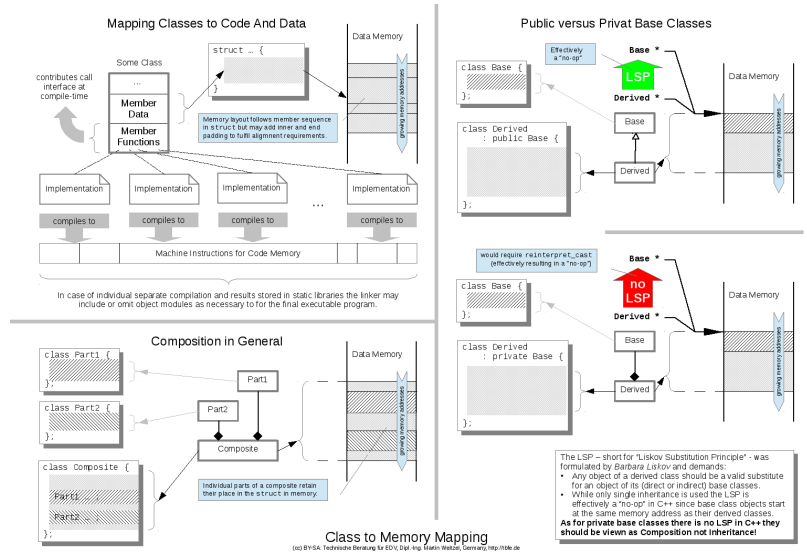 Mapping Classes to Code And Data
Some Class
...
Member
Data
Member
Functions
contributes call
interface at
compile-time
struct … {
}
Data Memory
growing memory addresses
Memory layout follows member sequence
in struct but may add inner and end
padding to fulfil alignment requirements.
Implementation
Implementation
Implementation
...
Implementation
compiles to
compiles to
compiles to
compiles to
Machine Instructions for Code Memory
In case of individual separate compilation and results stored in static libraries the linker may
include or omit object modules as necessary to for the final executable program.
Composition in General
class Part1 {
};
class Part2 {
};
class Composite {
Part1 … ;
Part2 … ;
};
Part1
Part2
Composite
Data Memory
growing memory addresses
Individual parts of a composite retain
their place in the struct in memory.
Public versus Privat Base Classes
Effectively
a "no-op"
Base *
LSP
Derived *
class Base {
};
class Derived
: public Base {
};
Base
Derived
Data Memory
growing memory addresses
would require reinterpret_cast
(effectively resulting in a "no-op")
Base *
no
LSP
Derived *
class Base {
};
class Derived
: private Base {
};
Base
Derived
Data Memory
growing memory addresses
The LSP – short for "Liskov Substitution Principle" - was
formulated by Barbara Liskov and demands:
• Any object of a derived class should be a valid substitute
for an object of its (direct or indirect) base classes.
• While only single inheritance is used the LSP is
effectively a "no-op" in C++ since base class objects start
at the same memory address as their derived classes.
As for private base classes there is no LSP in C++ they
should be viewed as Composition not Inheritance!
Class to Memory Mapping
(cc) BY-SA: Technische Beratung für EDV, Dipl.-Ing. Martin Weitzel, Germany, http://tbfe.de